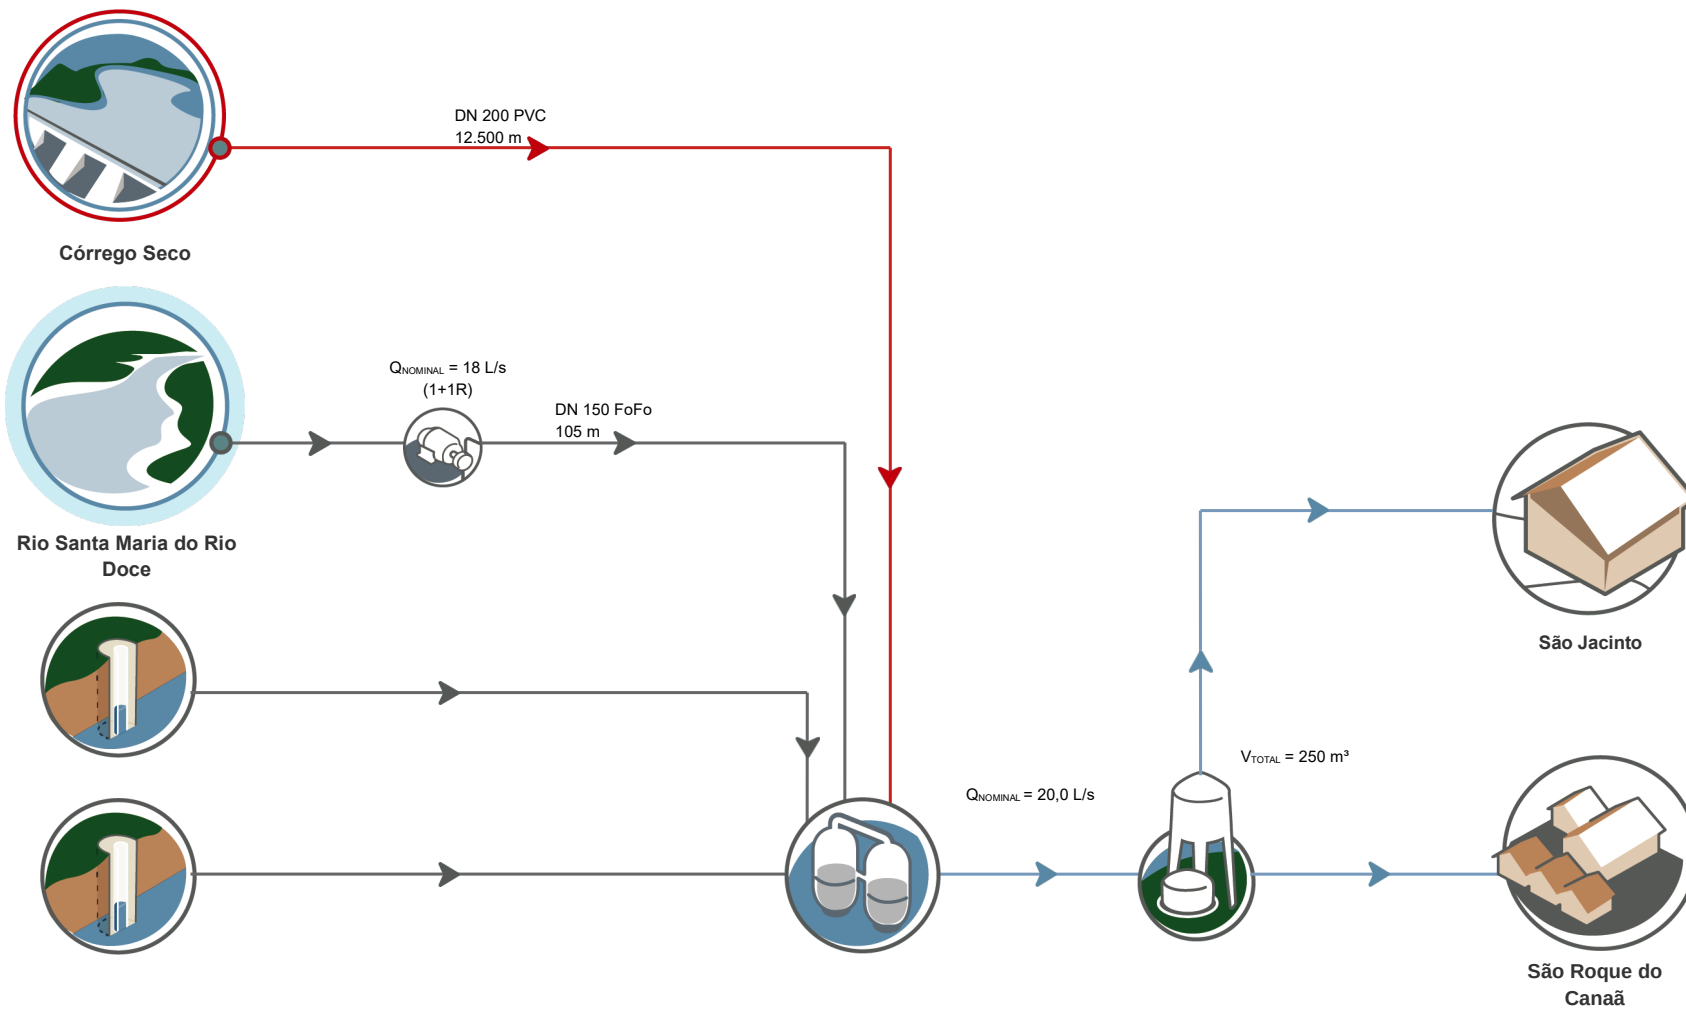 DN 200 PVC
12.500 m
Córrego Seco
QNOMINAL = 18 L/s
(1+1R)
DN 150 FoFo
105 m
Rio Santa Maria do Rio
Doce
São Jacinto
VTOTAL = 250 m³
QNOMINAL = 20,0 L/s
São Roque do
Canaã